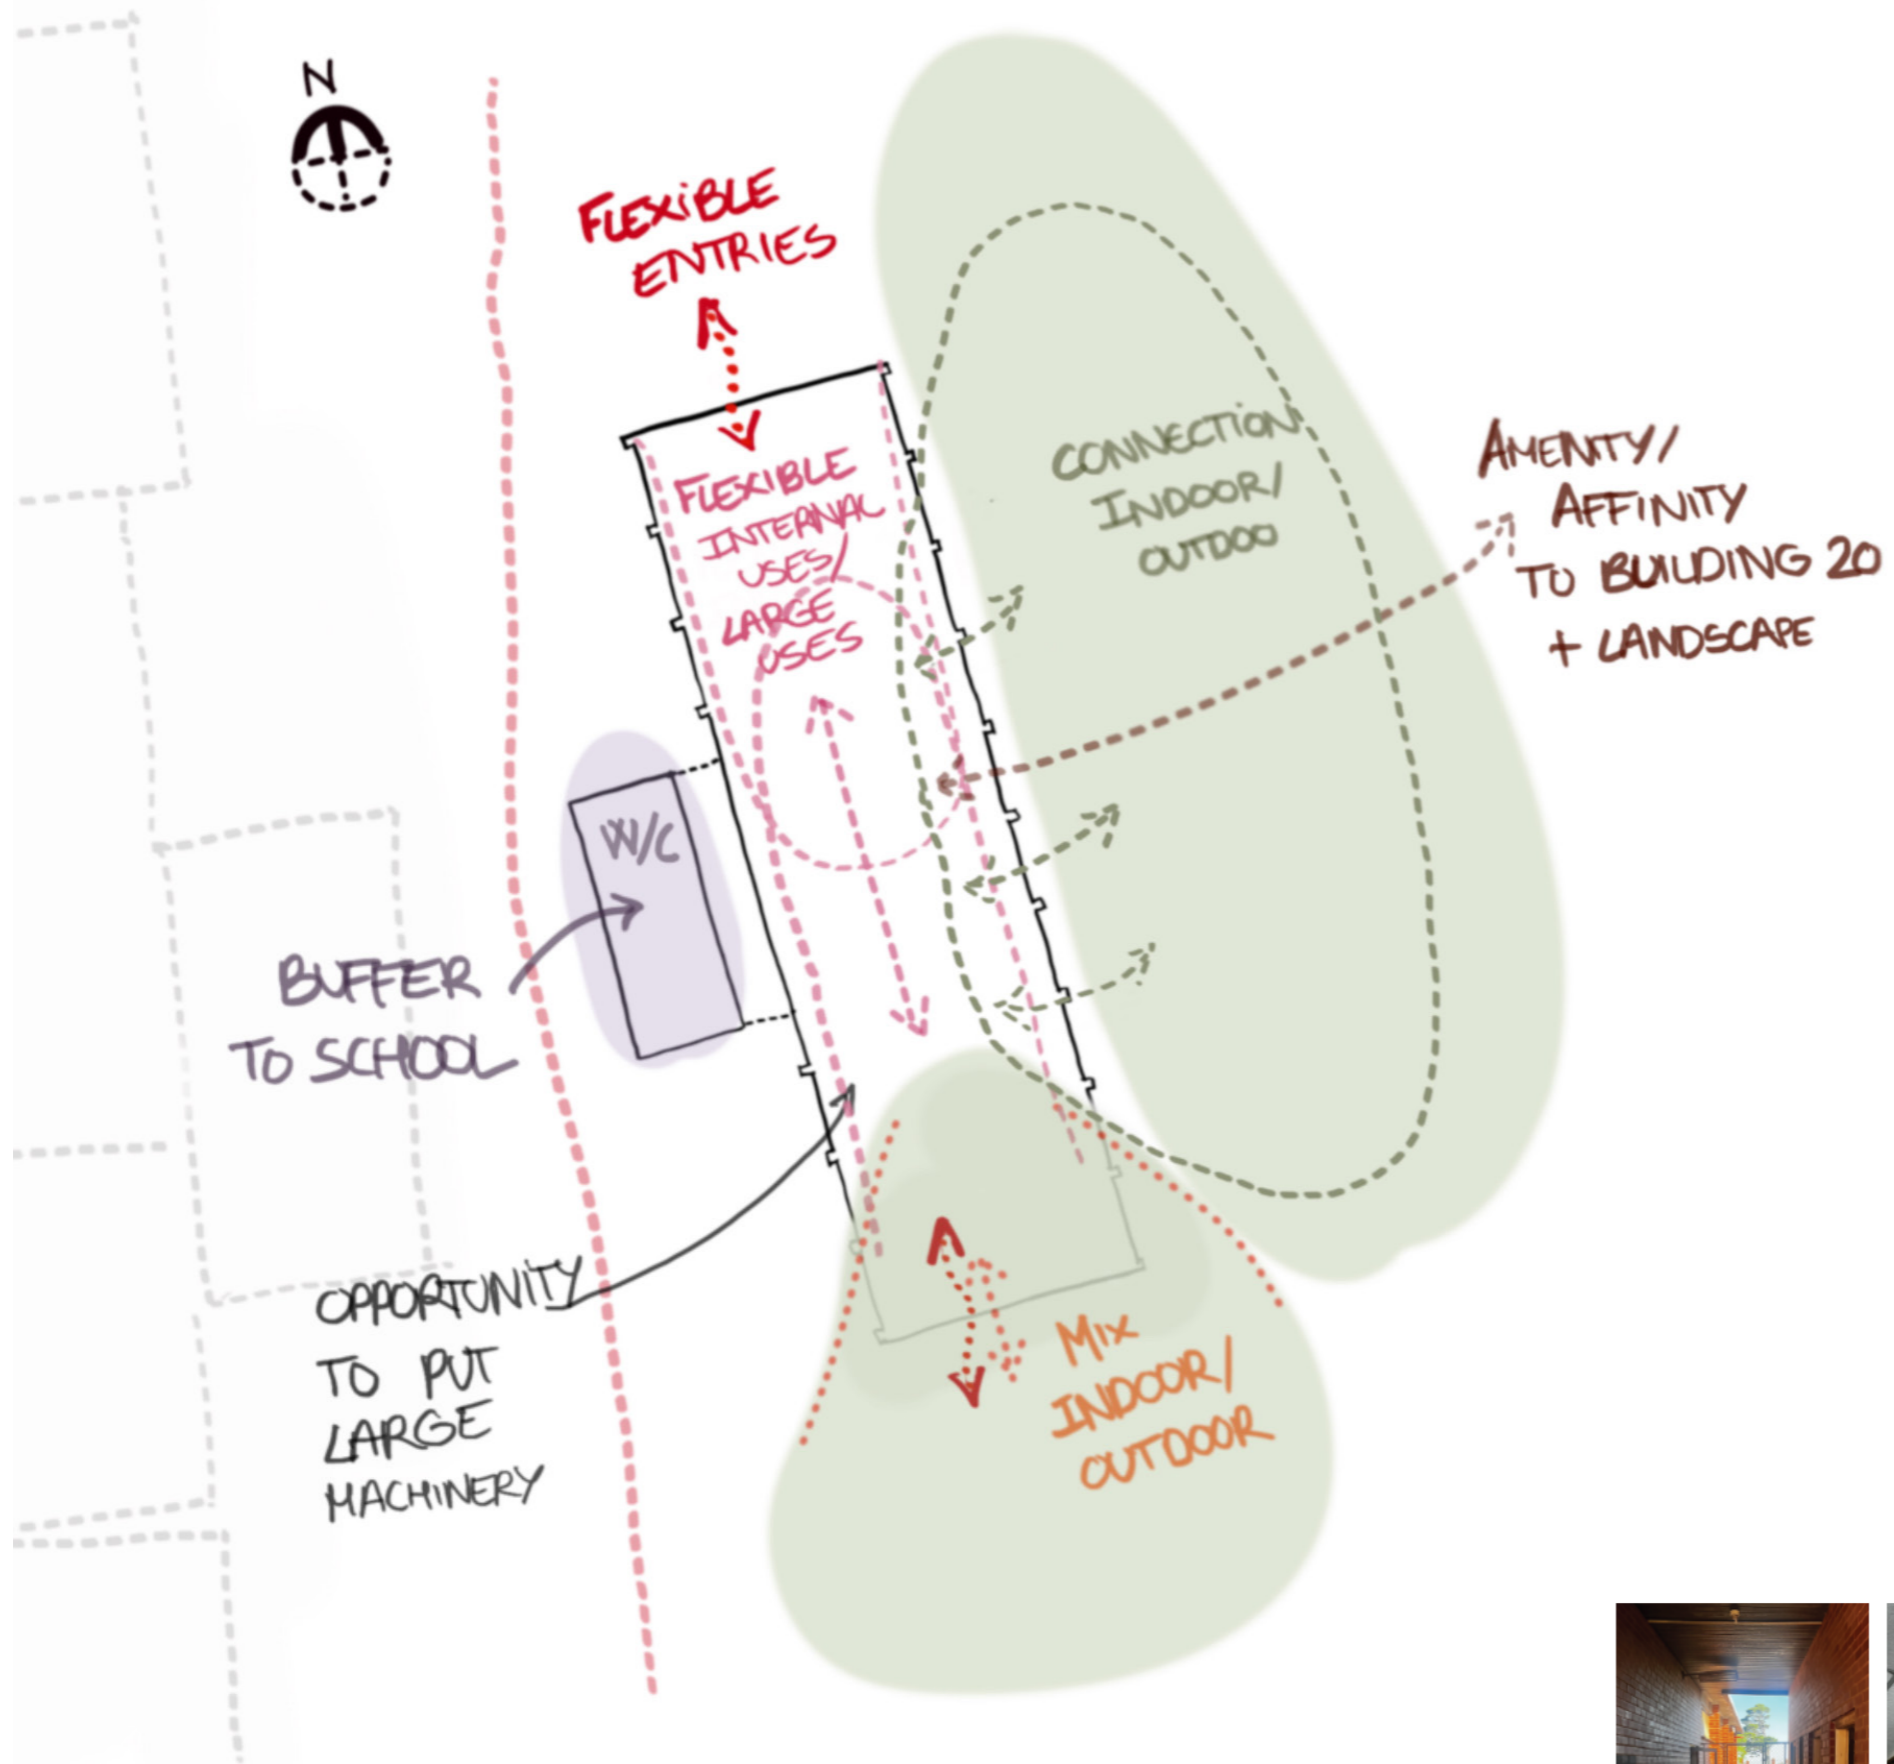 N
FLEXiBLE
ENTRIES
FLEXIBLE
INTERNAL
USES/
LARGE
USES
CONNECTION
INDOOR/
OUTDOO
AMENITY/
AFFINITY
TO BUILDING 20
+ LANDSCAPE
W/C
BUFFER
TO SCHOOL
OPPORTUNITY
TO PUT
LARGE
MACHINERY
MIX
INDOOR/
OUTDOOR